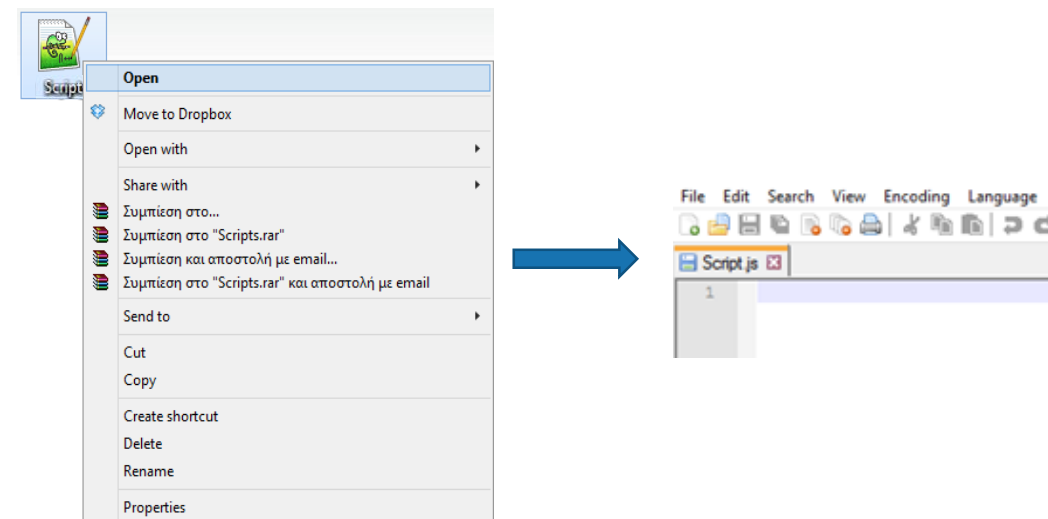 Script
Open
Move to Dropbox
Open with
Share with
Συμπίεση στο...
Συμπίεση στο "Scripts.rar"
Συμπίεση και αποστολή με email...
Συμπίεση στο "Scripts.rar" και αποστολή με email
Send to
Cut
Copy
Create shortcut
Delete
Rename
Properties
File Edit Search View Encoding Language
Script.js
1